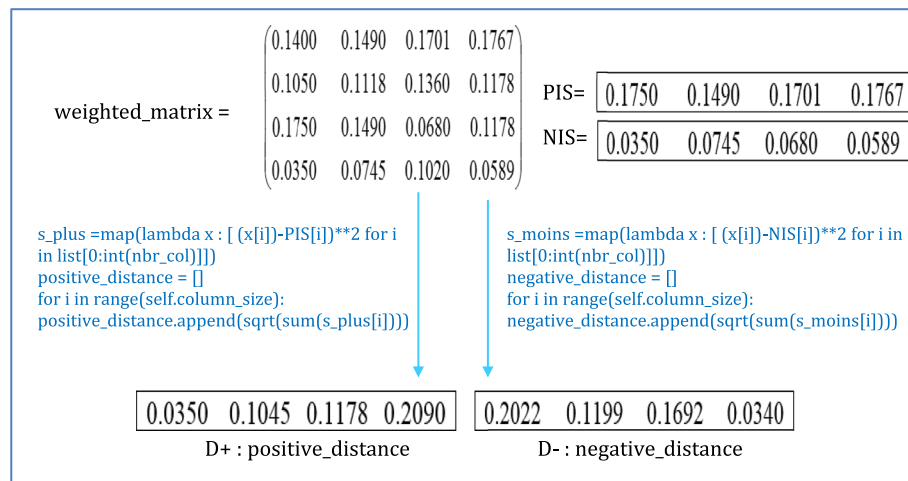 0.1400 0.1490 0.1701 0.1767
0.1050 0.1118 0.1360 0.1178
weighted_matrix =
0.1750 0.1490 0.0680 0.1178
0.0350 0.0745 0.1020 0.0589
PIS= 0.1750 0.1490 0.1701 0.1767
NIS= 0.0350 0.0745 0.0680 0.0589
s_plus =map(lambda x : [ (x[i])-PIS[i])**2 for i
in list[0:int(nbr_col)]])
positive_distance = []
for i in range(self.column_size):
positive_distance.append(sqrt(sum(s_plus[i])))
s_moins =map(lambda x : [ (x[i])-NIS[i])**2 for i in
list[0:int(nbr_col)]])
negative_distance = []
for i in range(self.column_size):
negative_distance.append(sqrt(sum(s_moins[i])))
0.0350 0.1045 0.1178 0.2090
D+ : positive_distance
0.2022 0.1199 0.1692 0.0340
D- : negative_distance